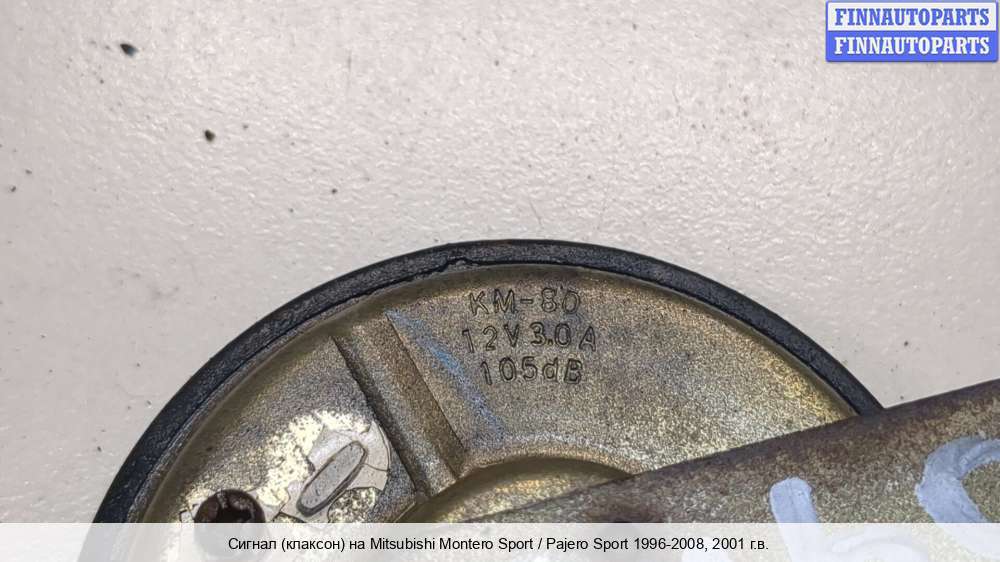 FINNAUTOPARTS
FINNAUTOPARTS
KM-80
12V3.0A
105dB
Сигнал (клаксон) на Mitsubishi Montero Sport / Pajero Sport 1996-2008, 2001 г.в.